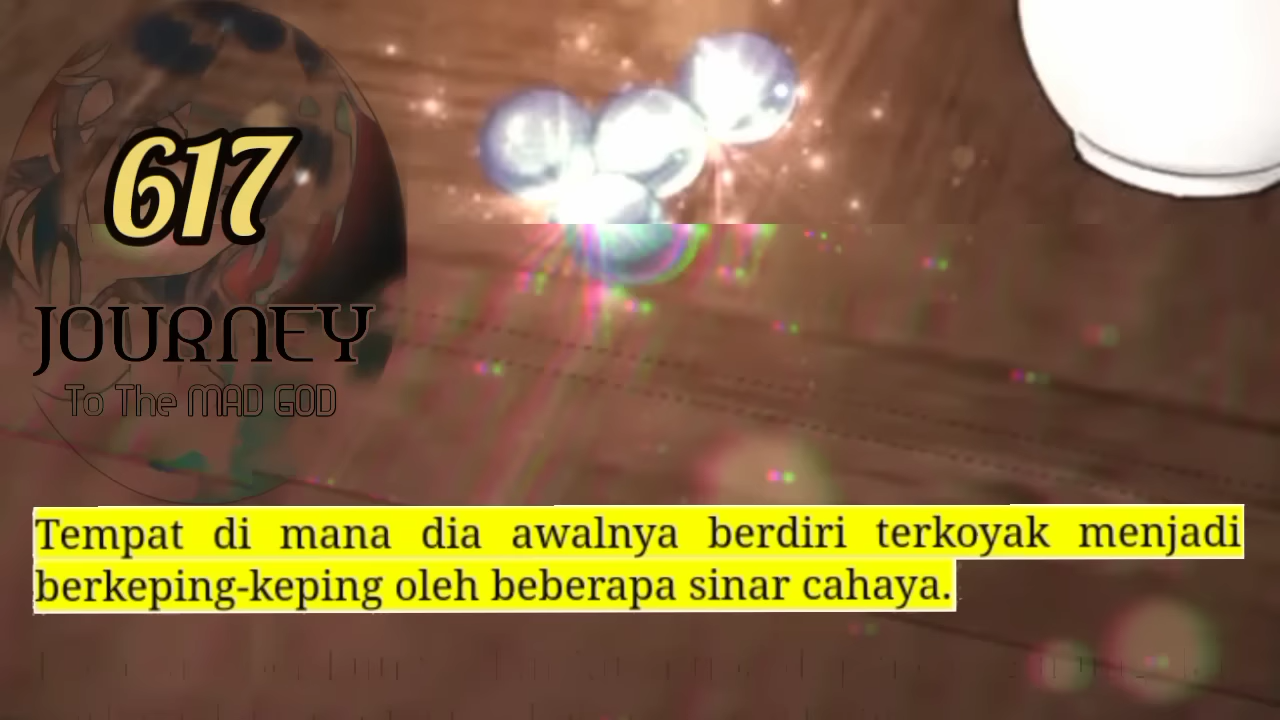 617
JOURNEY
To The MAD GOD
Tempat di mana dia awalnya berdiri terkoyak menjadi
berkeping-keping oleh beberapa sinar cahaya.